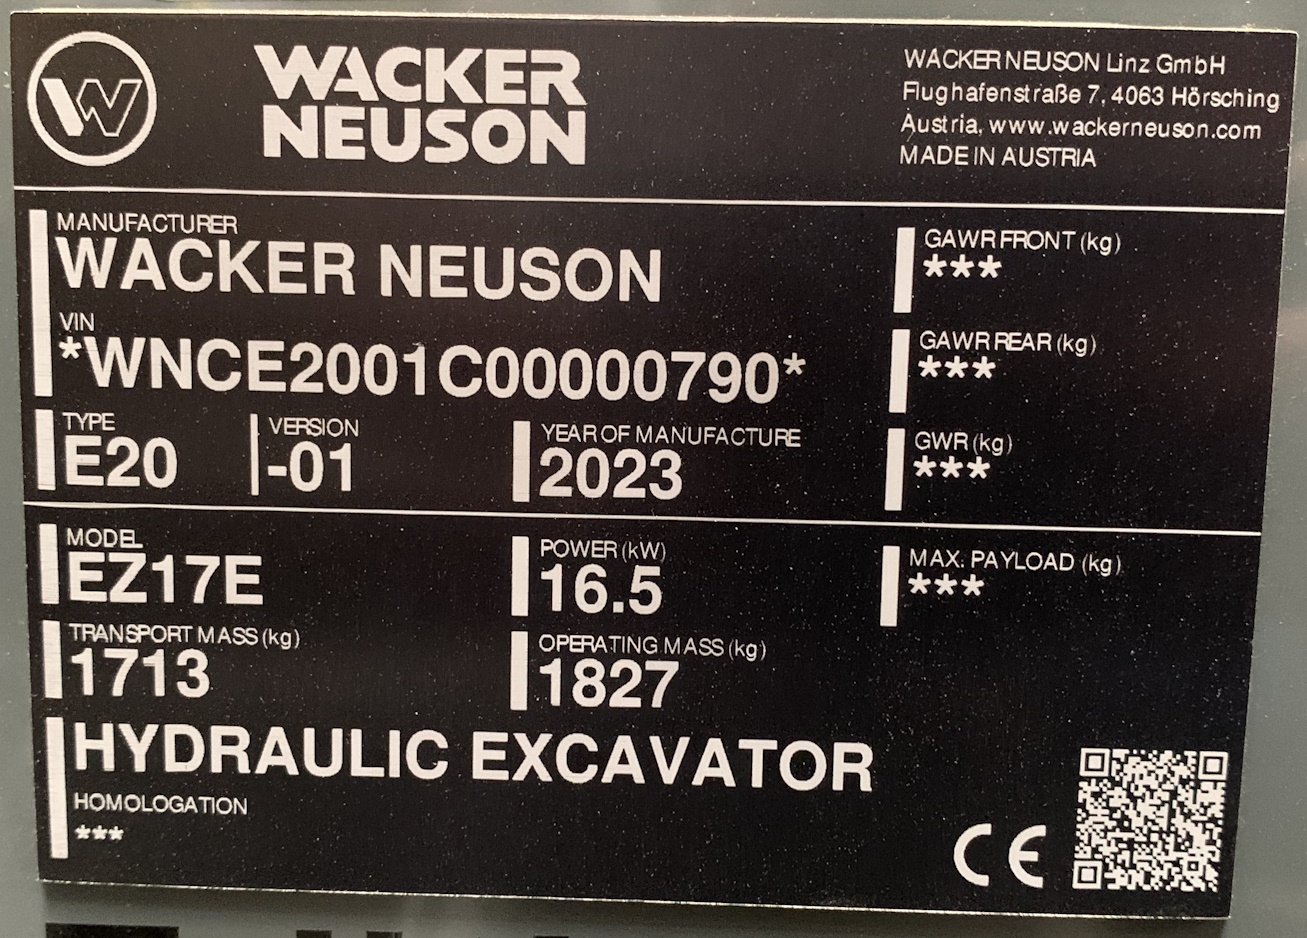 WACKER
NEUSON
WACKER NEUSON Linz GmbH
Flughafenstraße 7, 4063 Hörsching
Austria, www.wackerneuson.com
MADE IN AUSTRIA
MANUFACTURER
WACKER NEUSON
VIN
*WNCE2001C00000790*
TYPE
E20
VERSION
-01
YEAR OF MANUFACTURE
2023
GAWR FRONT (kg)
***
GAWR REAR (kg)
***
GWR (kg)
***
MODEL
EZ17E
POWER (kW)
16.5
MAX. PAYLOAD (kg)
***
TRANSPORT MASS (kg)
1713
OPERATING MASS (kg)
1827
HYDRAULIC EXCAVATOR
HOMOLOGATION
***
CE